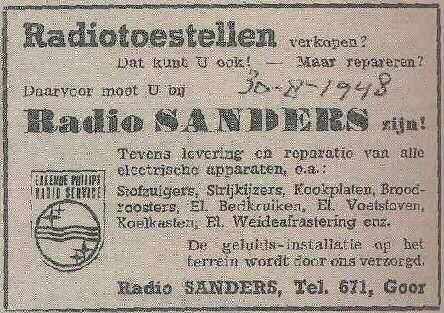 Radiotoestellen verkopen?
Dat kunt U ook! — Maar repareren?
Daarvoor moet U bij
30-8-1948
Radio SANDERS zijn!
Tevens levering en reparatie van alle
electrische apparaten, o.a.:
Stofzuigers, Strijkijzers, Kookplaten, Brood-
roosters, El. Bedkruiken, El. Voetstoven,
Koelkasten, El. Weideafrastering enz.
ERKENDE PHILIPS
RADIO SERVICE
De geluids-installatie op het
terrein wordt door ons verzorgd.
Radio SANDERS, Tel. 671, Goor